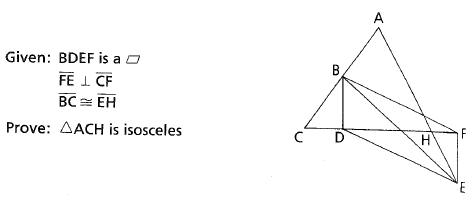 Given: BDEF is a ▱
FE ⊥ CF
BC ≅ EH
Prove: △ACH is isosceles
A
B
C D H F
E